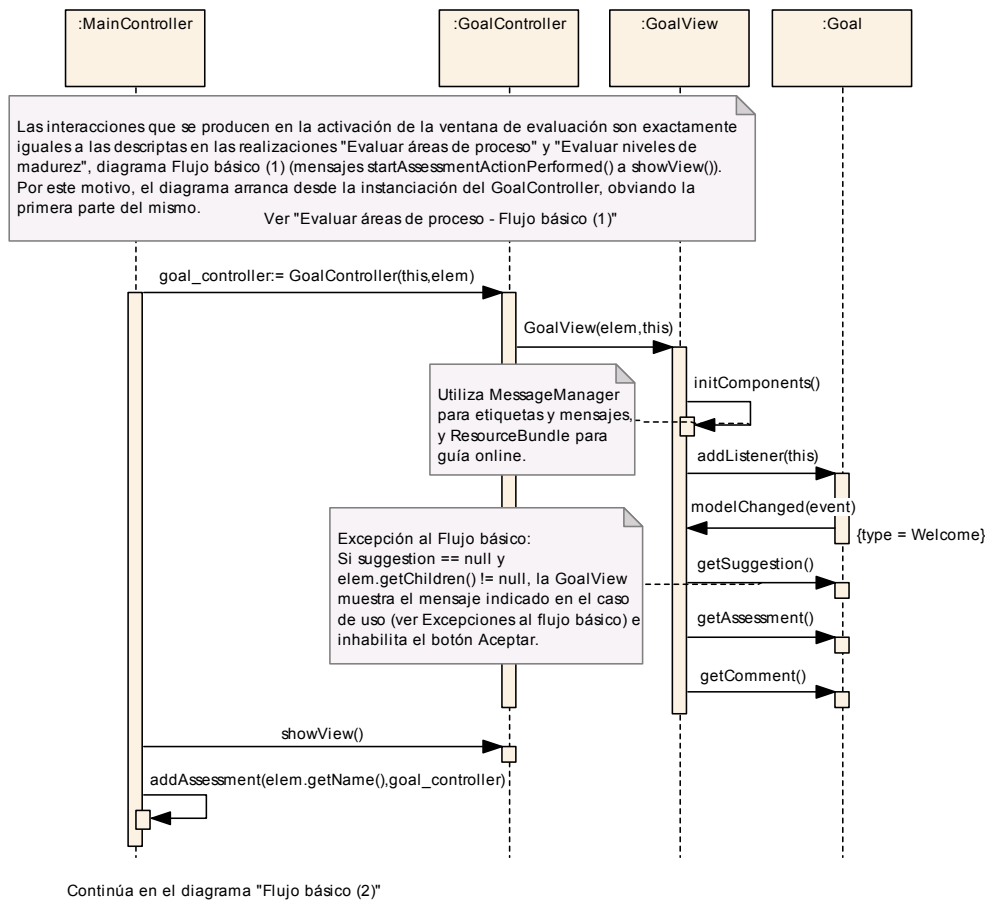 :MainController
:GoalController
:GoalView
:Goal
Las interacciones que se producen en la activación de la ventana de evaluación son exactamente
iguales a las descriptas en las realizaciones "Evaluar áreas de proceso" y "Evaluar niveles de
madurez", diagrama Flujo básico (1) (mensajes startAssessmentActionPerformed() a showView()).
Por este motivo, el diagrama arranca desde la instanciación del GoalController, obviando la
primera parte del mismo.
Ver "Evaluar áreas de proceso - Flujo básico (1)"
goal_controller:= GoalController(this,elem)
GoalView(elem,this)
initComponents()
Utiliza MessageManager
para etiquetas y mensajes,
y ResourceBundle para
guía online.
addListener(this)
modelChanged(event)
{type = Welcome}
Excepción al Flujo básico:
Si suggestion == null y
elem.getChildren() != null, la GoalView
muestra el mensaje indicado en el caso
de uso (ver Excepciones al flujo básico) e
inhabilita el botón Aceptar.
getSuggestion()
getAssessment()
getComment()
showView()
addAssessment(elem.getName(),goal_controller)
Continúa en el diagrama "Flujo básico (2)"